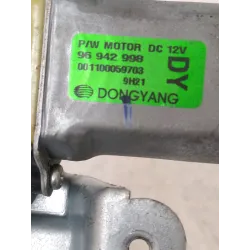 P/W MOTOR DC 12V
96 942 998
001100059703
9H21
DY
DONGYANG